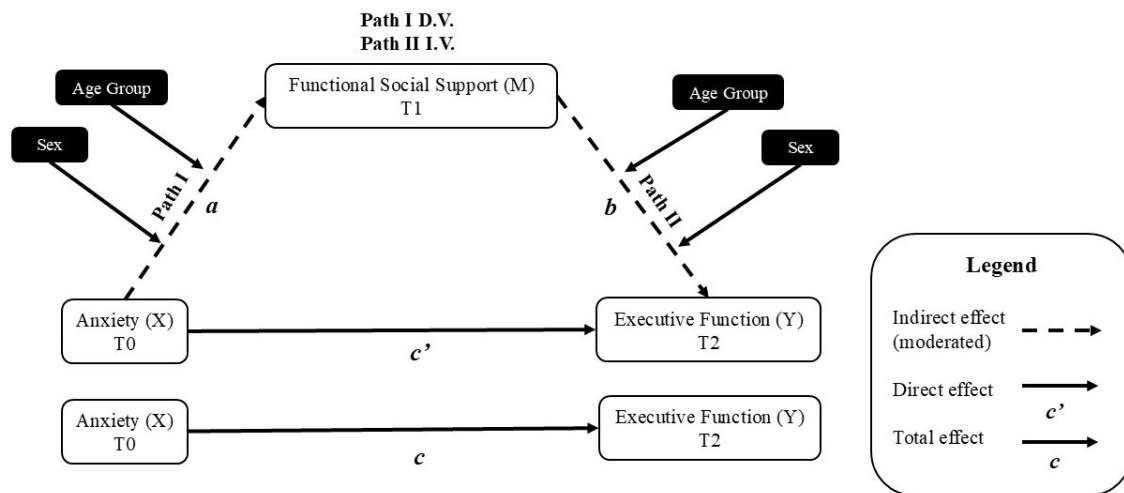 Path I D.V.
Path II I.V.
Functional Social Support (M)
T1
Age Group
Sex
Path I
a
Age Group
Sex
Path II
b
Anxiety (X)
T0
c’
Executive Function (Y)
T2
Anxiety (X)
T0
c
Executive Function (Y)
T2
Legend
Indirect effect
(moderated)
Direct effect
c’
Total effect
c